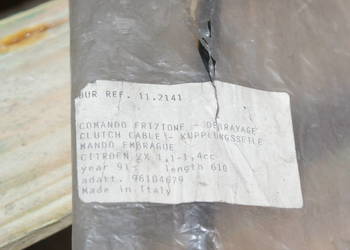 OUR REF. 11.2141
COMANDO FRIZIONE - DEBRAYAGE
CLUTCH CABLE - KUPPLUNGSSEILE
MANDO EMBRAGUE
CITROEN ZX 1,1-1,4cc
year 91- length 610
adatt. 96104679
Made in Italy